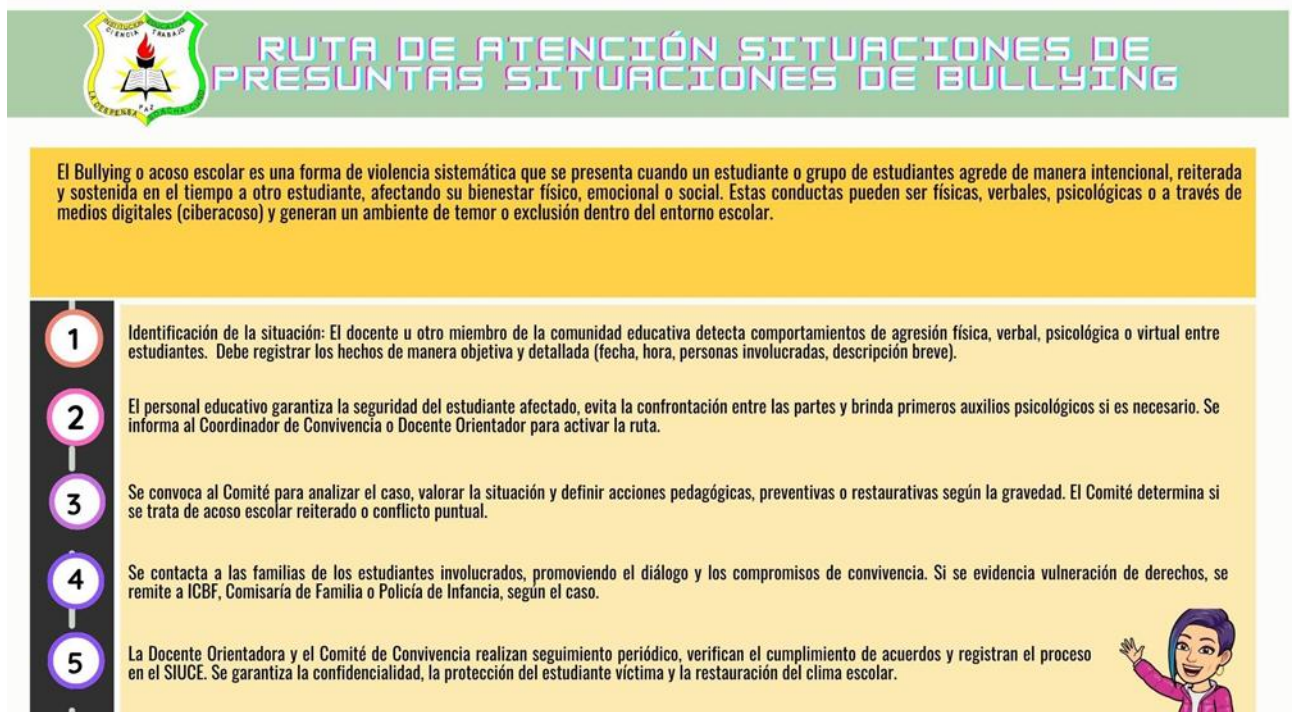 INSTITUCIÓN EDUCATIVA
CIENCIA TRABAJO
PAZ
LA DESPENSA
RUTA DE ATENCIÓN SITUACIONES DE
PRESUNTAS SITUACIONES DE BULLYING
El Bullying o acoso escolar es una forma de violencia sistemática que se presenta cuando un estudiante o grupo de estudiantes agrede de manera intencional, reiterada
y sostenida en el tiempo a otro estudiante, afectando su bienestar físico, emocional o social. Estas conductas pueden ser físicas, verbales, psicológicas o a través de
medios digitales (ciberacoso) y generan un ambiente de temor o exclusión dentro del entorno escolar.
1
Identificación de la situación: El docente u otro miembro de la comunidad educativa detecta comportamientos de agresión física, verbal, psicológica o virtual entre
estudiantes. Debe registrar los hechos de manera objetiva y detallada (fecha, hora, personas involucradas, descripción breve).
2
El personal educativo garantiza la seguridad del estudiante afectado, evita la confrontación entre las partes y brinda primeros auxilios psicológicos si es necesario. Se
informa al Coordinador de Convivencia o Docente Orientador para activar la ruta.
3
Se convoca al Comité para analizar el caso, valorar la situación y definir acciones pedagógicas, preventivas o restaurativas según la gravedad. El Comité determina si
se trata de acoso escolar reiterado o conflicto puntual.
4
Se contacta a las familias de los estudiantes involucrados, promoviendo el diálogo y los compromisos de convivencia. Si se evidencia vulneración de derechos, se
remite a ICBF, Comisaría de Familia o Policía de Infancia, según el caso.
5
La Docente Orientadora y el Comité de Convivencia realizan seguimiento periódico, verifican el cumplimiento de acuerdos y registran el proceso
en el SIUCE. Se garantiza la confidencialidad, la protección del estudiante víctima y la restauración del clima escolar.